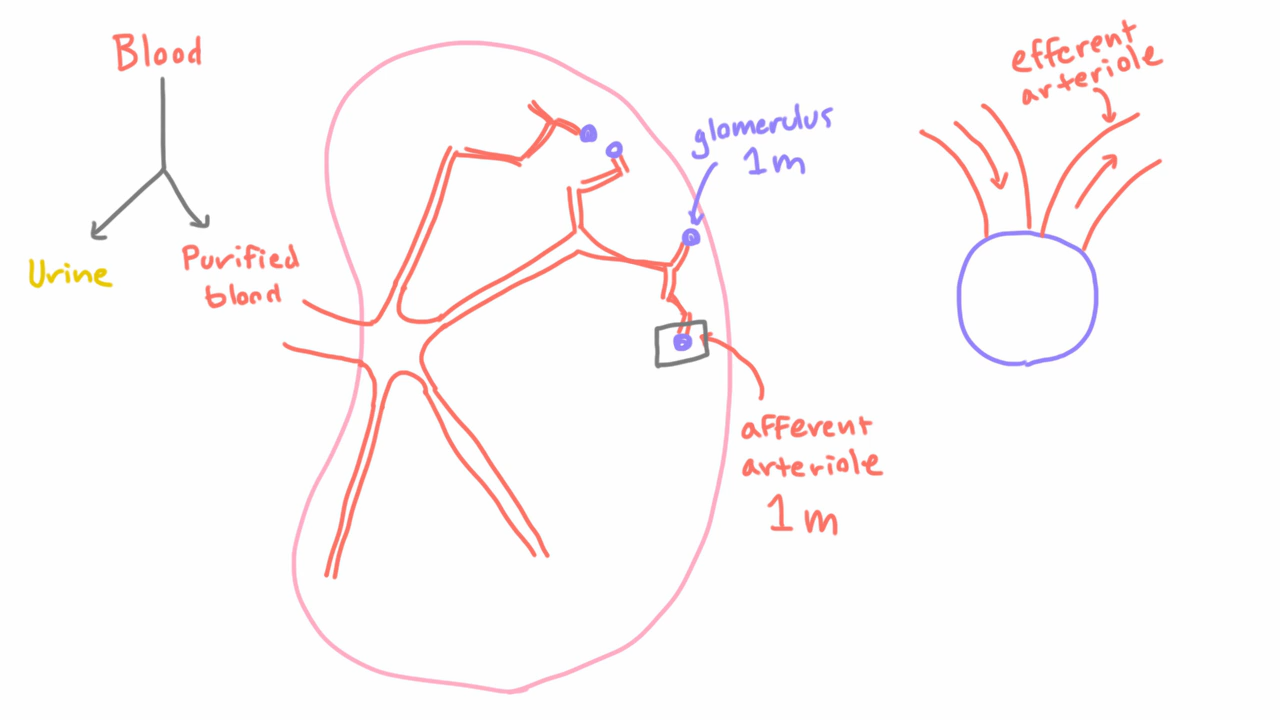 Blood
Urine
Purified
blood
glomerulus
1m
afferent
arteriole
1m
efferent
arteriole